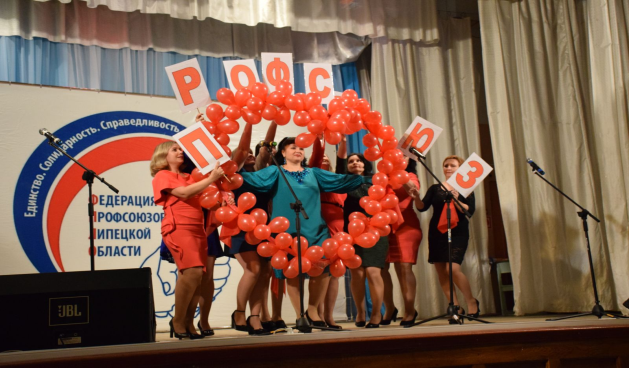 П Р О Ф С Ю З
Единство. Солидарность. Справедливость
ФЕДЕРАЦИЯ
ПРОФСОЮЗОВ
ЛИПЕЦКОЙ
ОБЛАСТИ
JBL